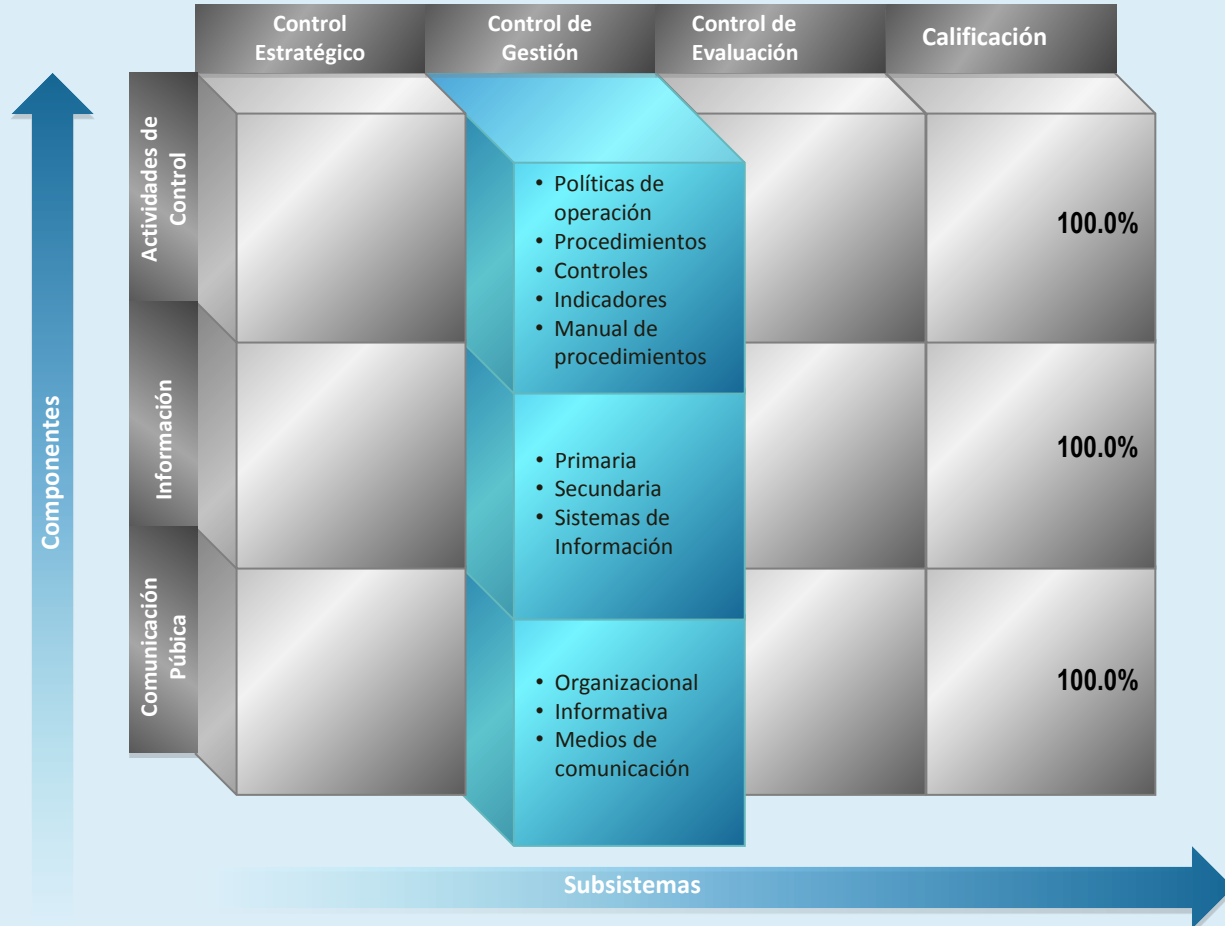 Control
Estratégico
Control de
Gestión
Control de
Evaluación
Calificación
Componentes
Actividades de
Control
• Políticas de
operación
• Procedimientos
• Controles
• Indicadores
• Manual de
procedimientos
100.0%
Información
• Primaria
• Secundaria
• Sistemas de
Información
100.0%
Comunicación
Púbica
• Organizacional
• Informativa
• Medios de
comunicación
100.0%
Subsistemas